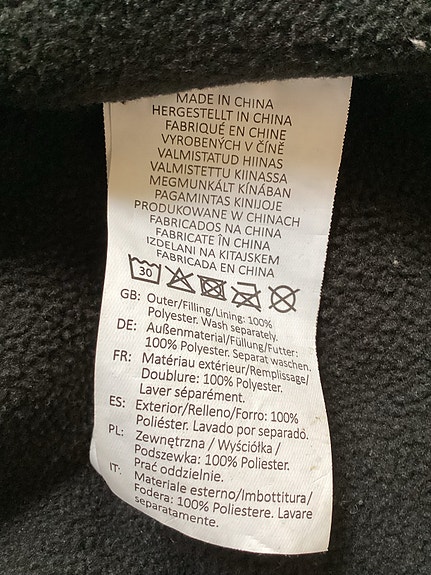 MADE IN CHINA
HERGESTELLT IN CHINA
FABRIQUÉ EN CHINE
VYROBENÝCH V ČÍNĚ
VALMISTATUD HIINAS
VALMISTETTU KIINASSA
MEGMUNKÁLT KÍNÁBAN
PAGAMINTAS KINIJOJE
PRODUKOWANE W CHINACH
FABRICADOS NA CHINA
FABRICATE ÎN CHINA
IZDELANI NA KITAJSKEM
FABRICADA EN CHINA
30
GB: Outer/Filling/Lining: 100%
Polyester. Wash separately.
DE: Außenmaterial/Füllung/Futter:
100% Polyester. Separat waschen.
FR: Matériau extérieur/Remplissage/
Doublure: 100% Polyester.
Laver séparément.
ES: Exterior/Relleno/Forro: 100%
Poliéster. Lavado por separado.
PL: Zewnętrzna / Wyściółka /
Podszewka: 100% Poliester.
Prać oddzielnie.
IT: Materiale esterno/Imbottitura/
Fodera: 100% Poliestere. Lavare
separatamente.